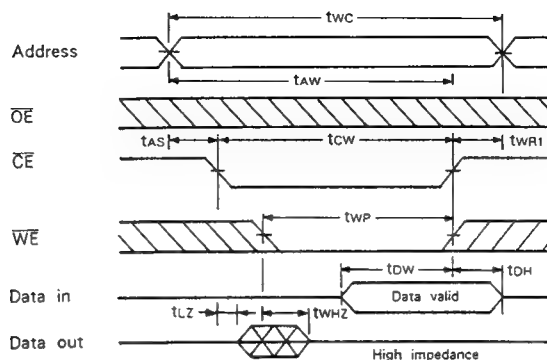 tWC
Address
tAW
OE
tAS
tCW
tWR1
CE
tWP
WE
tDW
tDH
Data in
Data valid
tLZ
tWHZ
Data out
High impedance